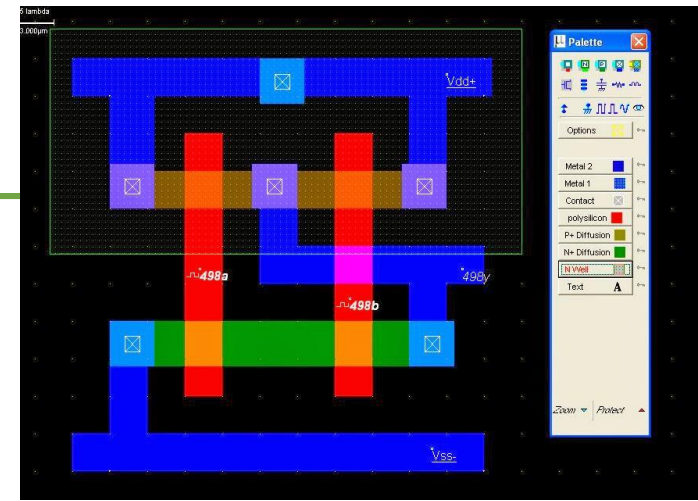 5 lambda
3.000µm
Vdd+
498a
498y
498b
Vss-
Palette
Options
Metal 2
Metal 1
Contact
polysilicon
P+ Diffusion
N+ Diffusion
N Well
Text A
Zoom Protect